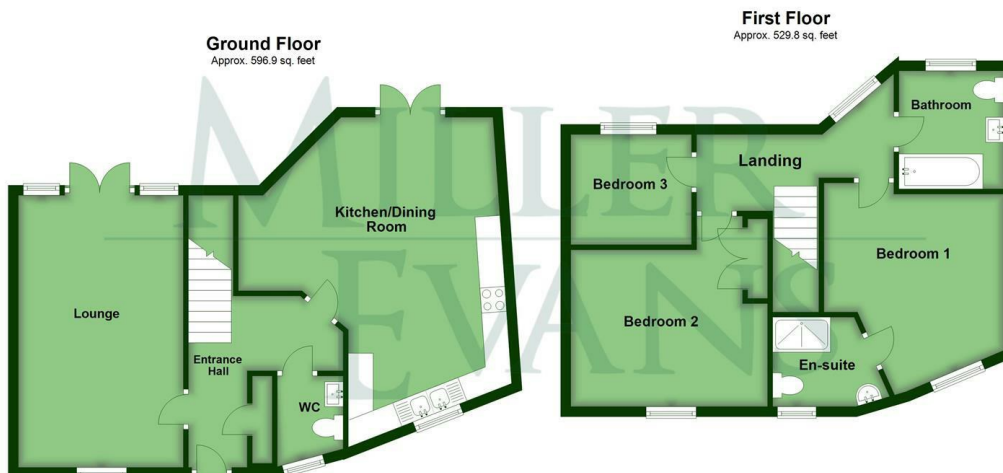 Ground Floor
Approx. 596.9 sq. feet
Kitchen/Dining
Room
Lounge
Entrance
Hall
WC
First Floor
Approx. 529.8 sq. feet
Bathroom
Landing
Bedroom 3
Bedroom 1
Bedroom 2
En-suite
MILLER
EVANS